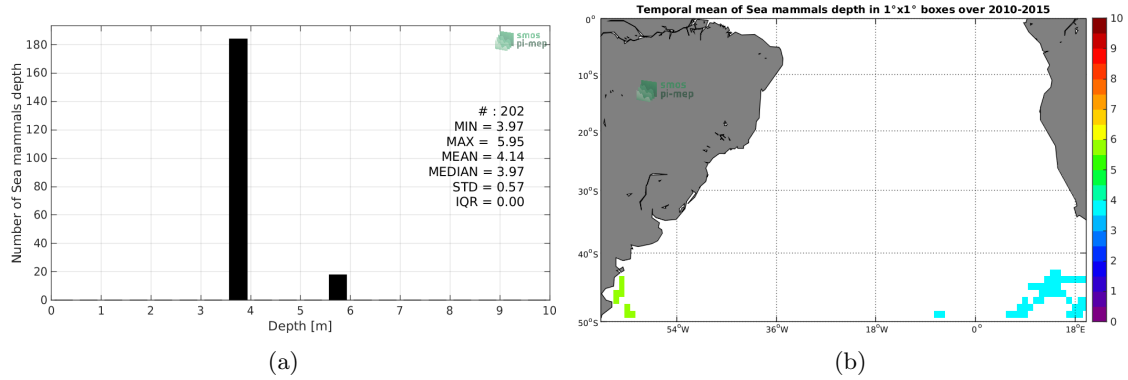 180
160
140
120
100
80
60
40
20
0
Number of Sea mammals depth
smos
pi-mep
# : 202
MIN = 3.97
MAX = 5.95
MEAN = 4.14
MEDIAN = 3.97
STD = 0.57
IQR = 0.00
0 1 2 3 4 5 6 7 8 9 10
Depth [m]
(a)
Temporal mean of Sea mammals depth in 1°x1° boxes over 2010-2015
0°
10°S
20°S
30°S
40°S
50°S
smos
pi-mep
54°W 36°W 18°W 0° 18°E
10
9
8
7
6
5
4
3
2
1
0
(b)